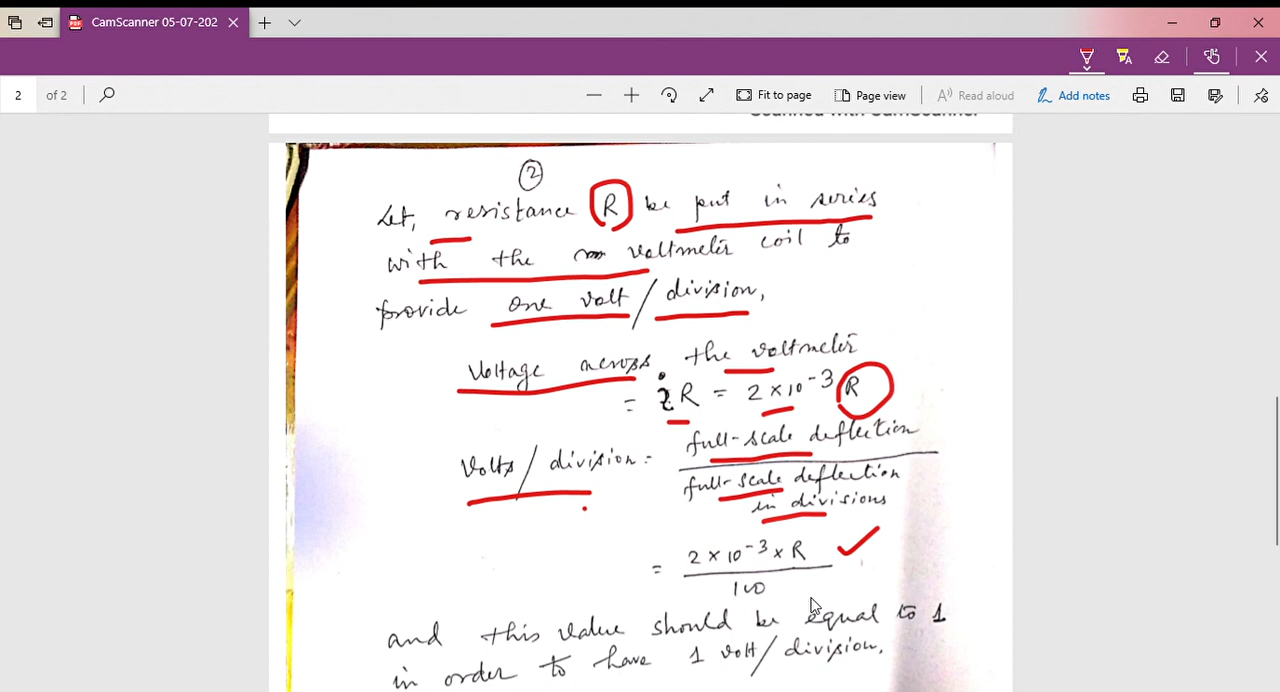 CamScanner 05-07-202
2 of 2
Fit to page
Page view
Read aloud
Add notes
Scanned with CamScanner
2
Let, resistance R be put in series
with the voltmeter coil to
provide one volt / division,
Voltage across the voltmeter
= IR = 2 × 10⁻³ R
Volts / division = full-scale deflection
full-scale deflection
in divisions
= 2 × 10⁻³ × R
100
and this value should be equal to 1
in order to have 1 volt / division.